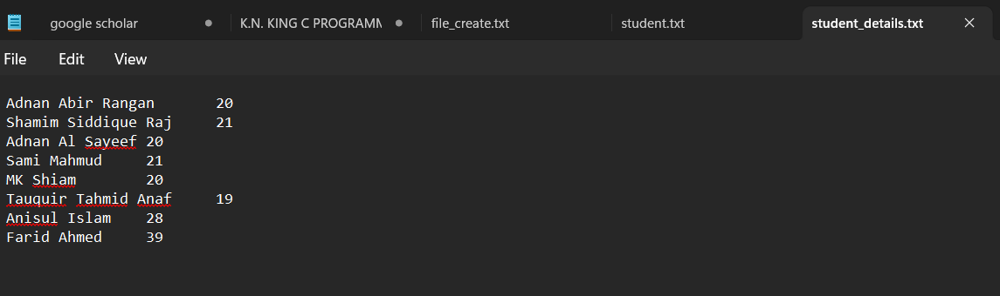 google scholar K.N. KING C PROGRAMM file_create.txt student.txt student_details.txt
File Edit View
Adnan Abir Rangan 20
Shamim Siddique Raj 21
Adnan Al Sayeef 20
Sami Mahmud 21
MK Shiam 20
Tauquir Tahmid Anaf 19
Anisul Islam 28
Farid Ahmed 39